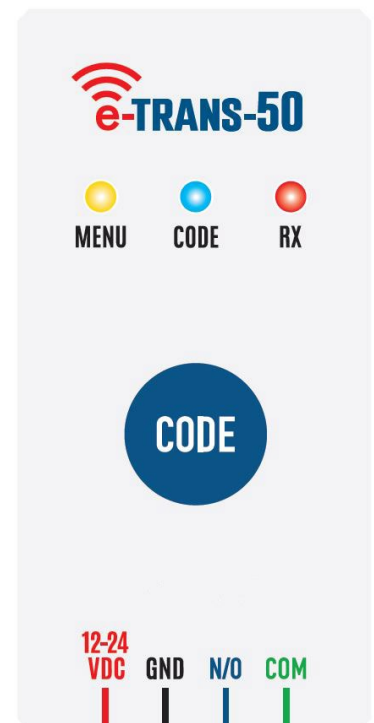 e-TRANS-50
MENU CODE RX
CODE
12-24
VDC GND N/O COM